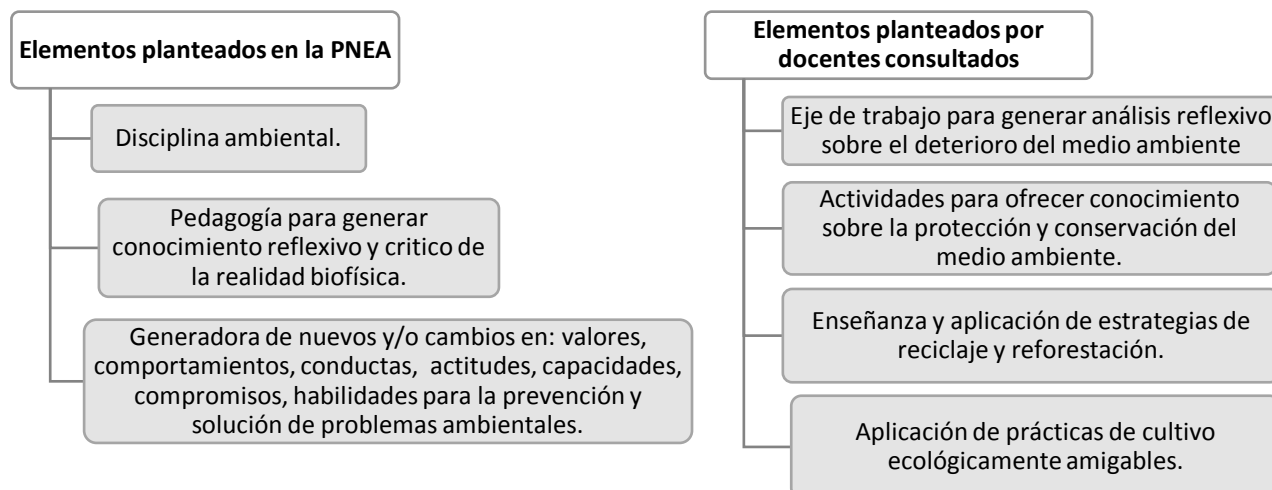 Elementos planteados en la PNEA
Disciplina ambiental.
Pedagogía para generar
conocimiento reflexivo y critico de
la realidad biofísica.
Generadora de nuevos y/o cambios en: valores,
comportamientos, conductas, actitudes, capacidades,
compromisos, habilidades para la prevención y
solución de problemas ambientales.
Elementos planteados por
docentes consultados
Eje de trabajo para generar análisis reflexivo
sobre el deterioro del medio ambiente
Actividades para ofrecer conocimiento
sobre la protección y conservación del
medio ambiente.
Enseñanza y aplicación de estrategias de
reciclaje y reforestación.
Aplicación de prácticas de cultivo
ecológicamente amigables.